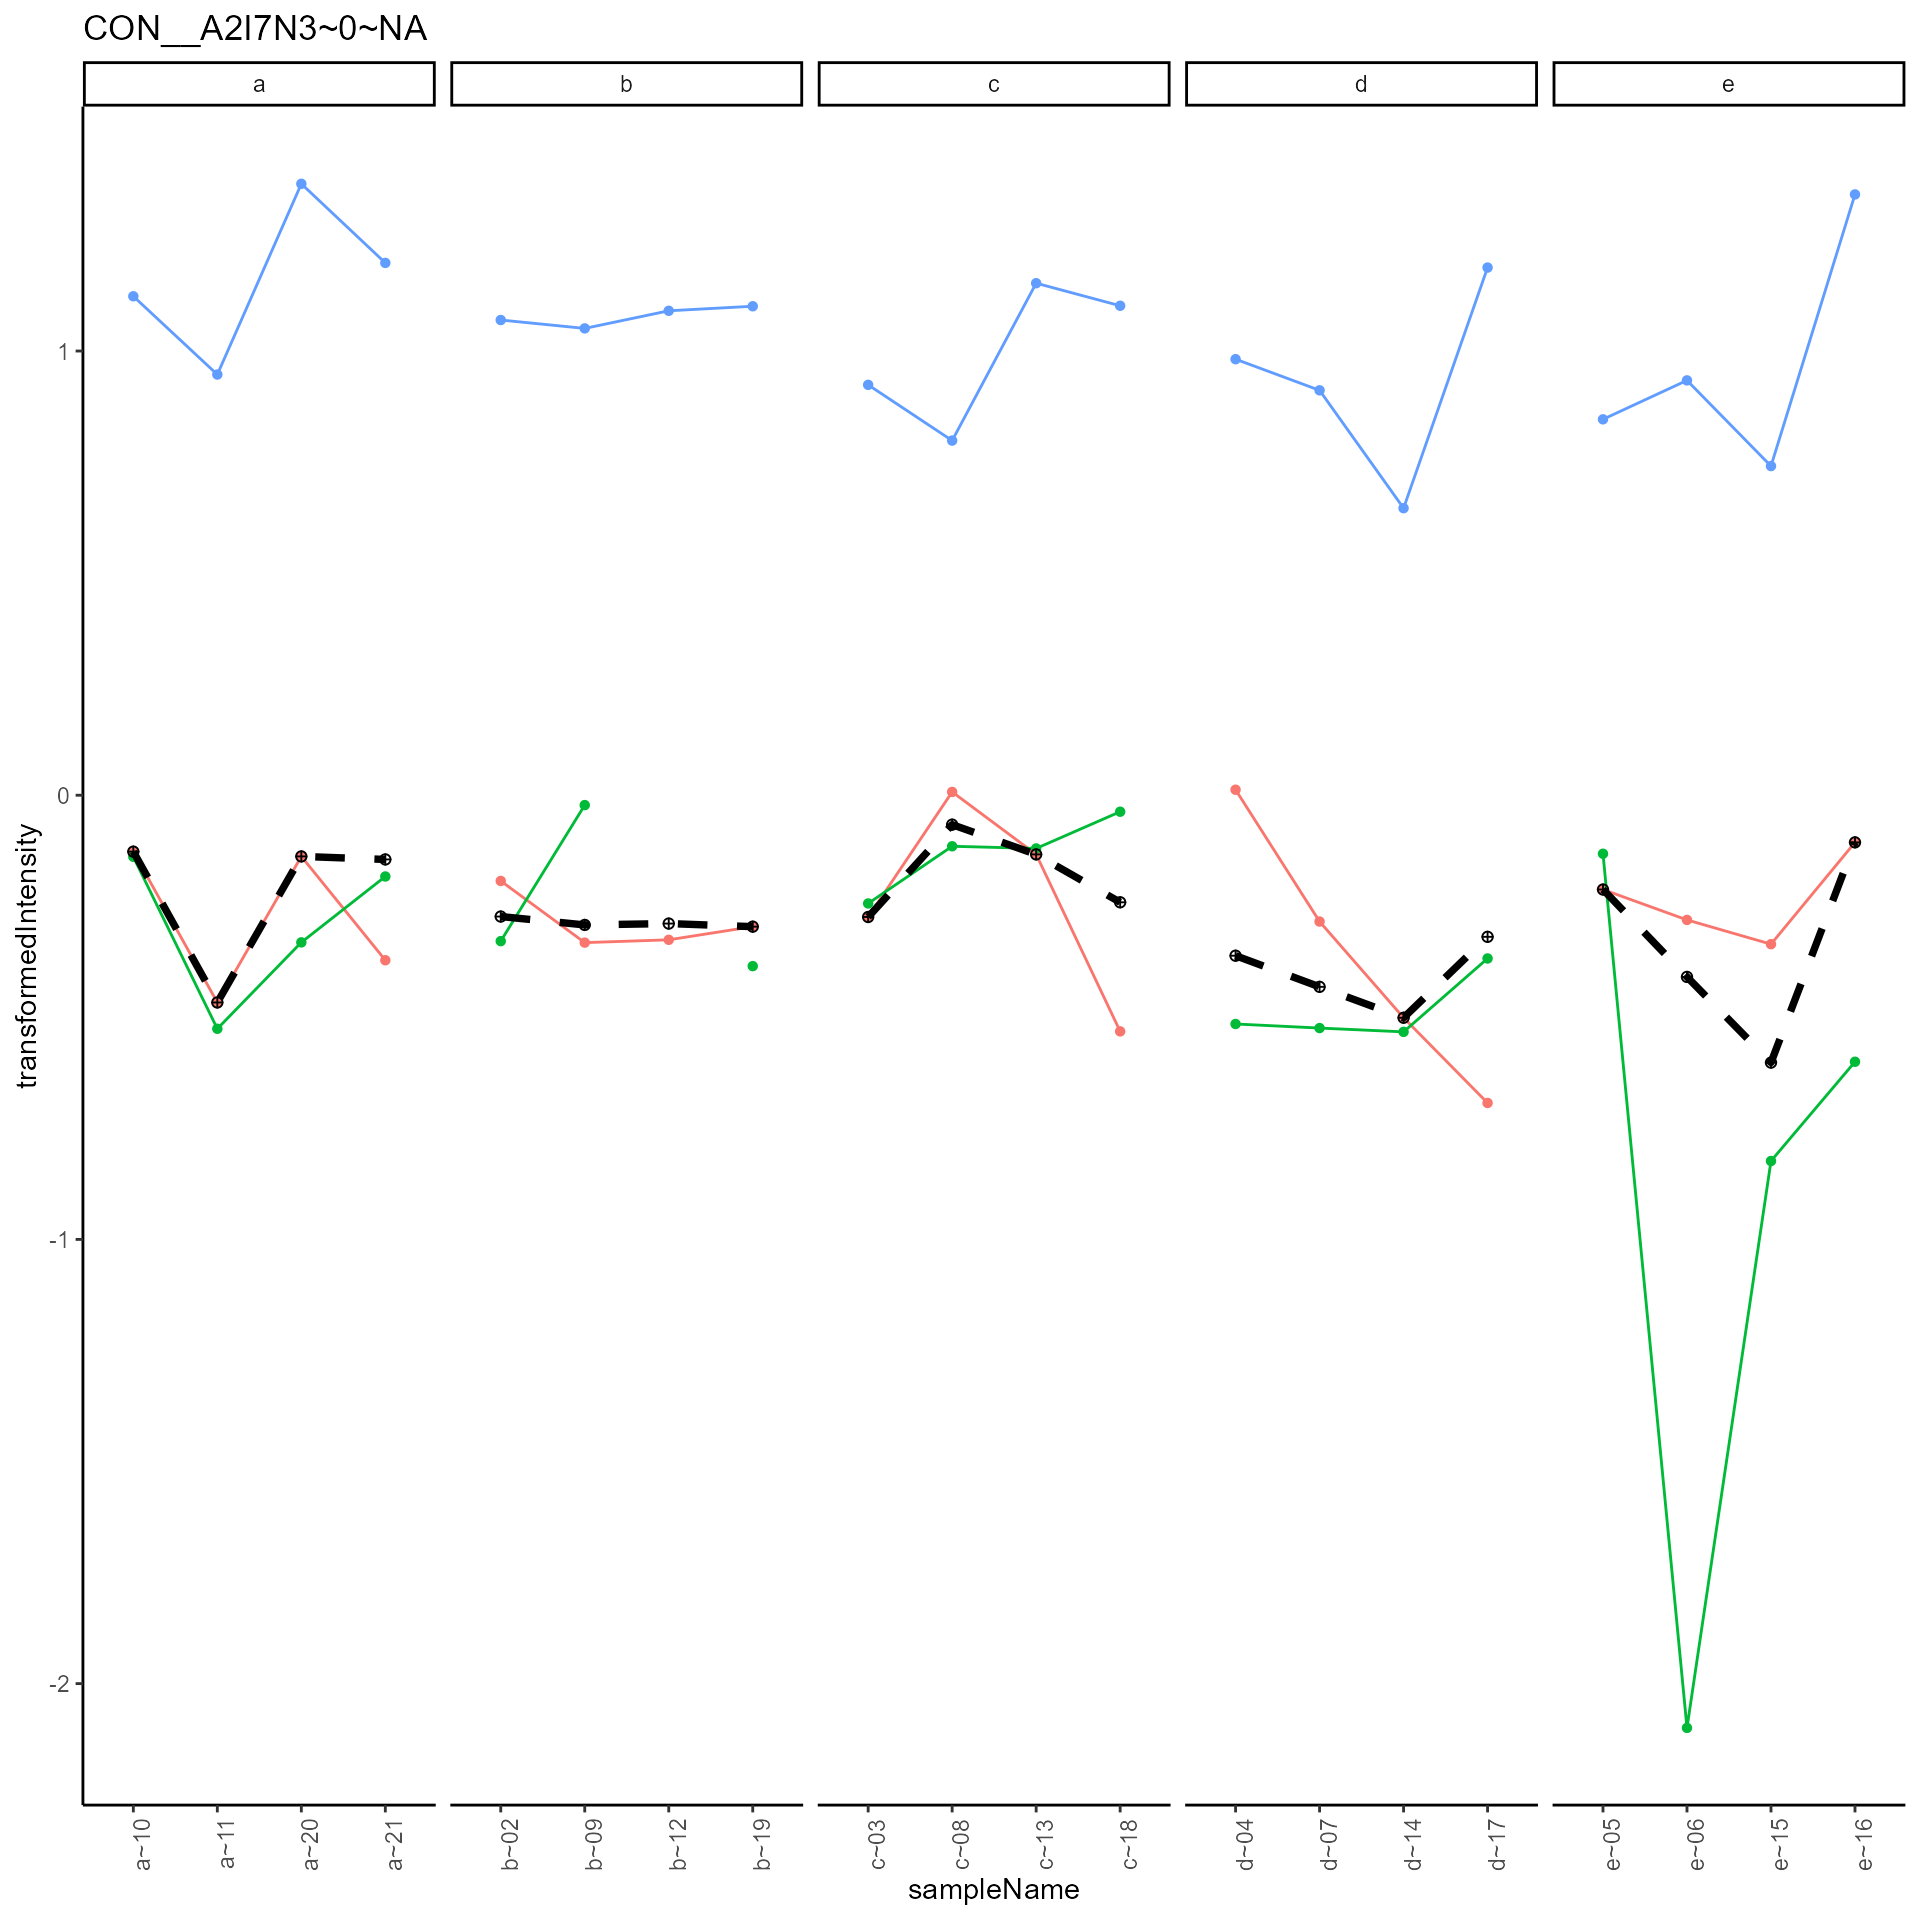 CON__A2I7N3~0~NA
a b c d e
1
0
-1
-2
transformedIntensity
a~10 a~11 a~20 a~21 b~02 b~09 b~12 b~19 c~03 c~08 c~13 c~18 d~04 d~07 d~14 d~17 e~05 e~06 e~15 e~16
sampleName